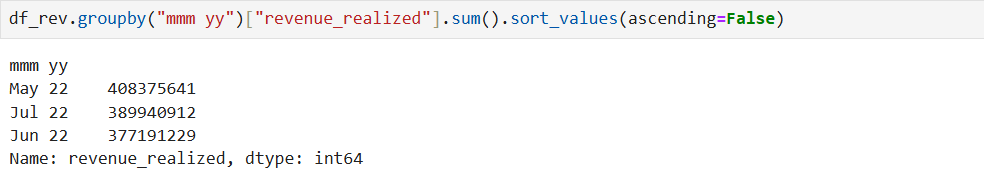 df_rev.groupby("mmm yy")["revenue_realized"].sum().sort_values(ascending=False)
mmm yy
May 22    408375641
Jul 22    389940912
Jun 22    377191229
Name: revenue_realized, dtype: int64